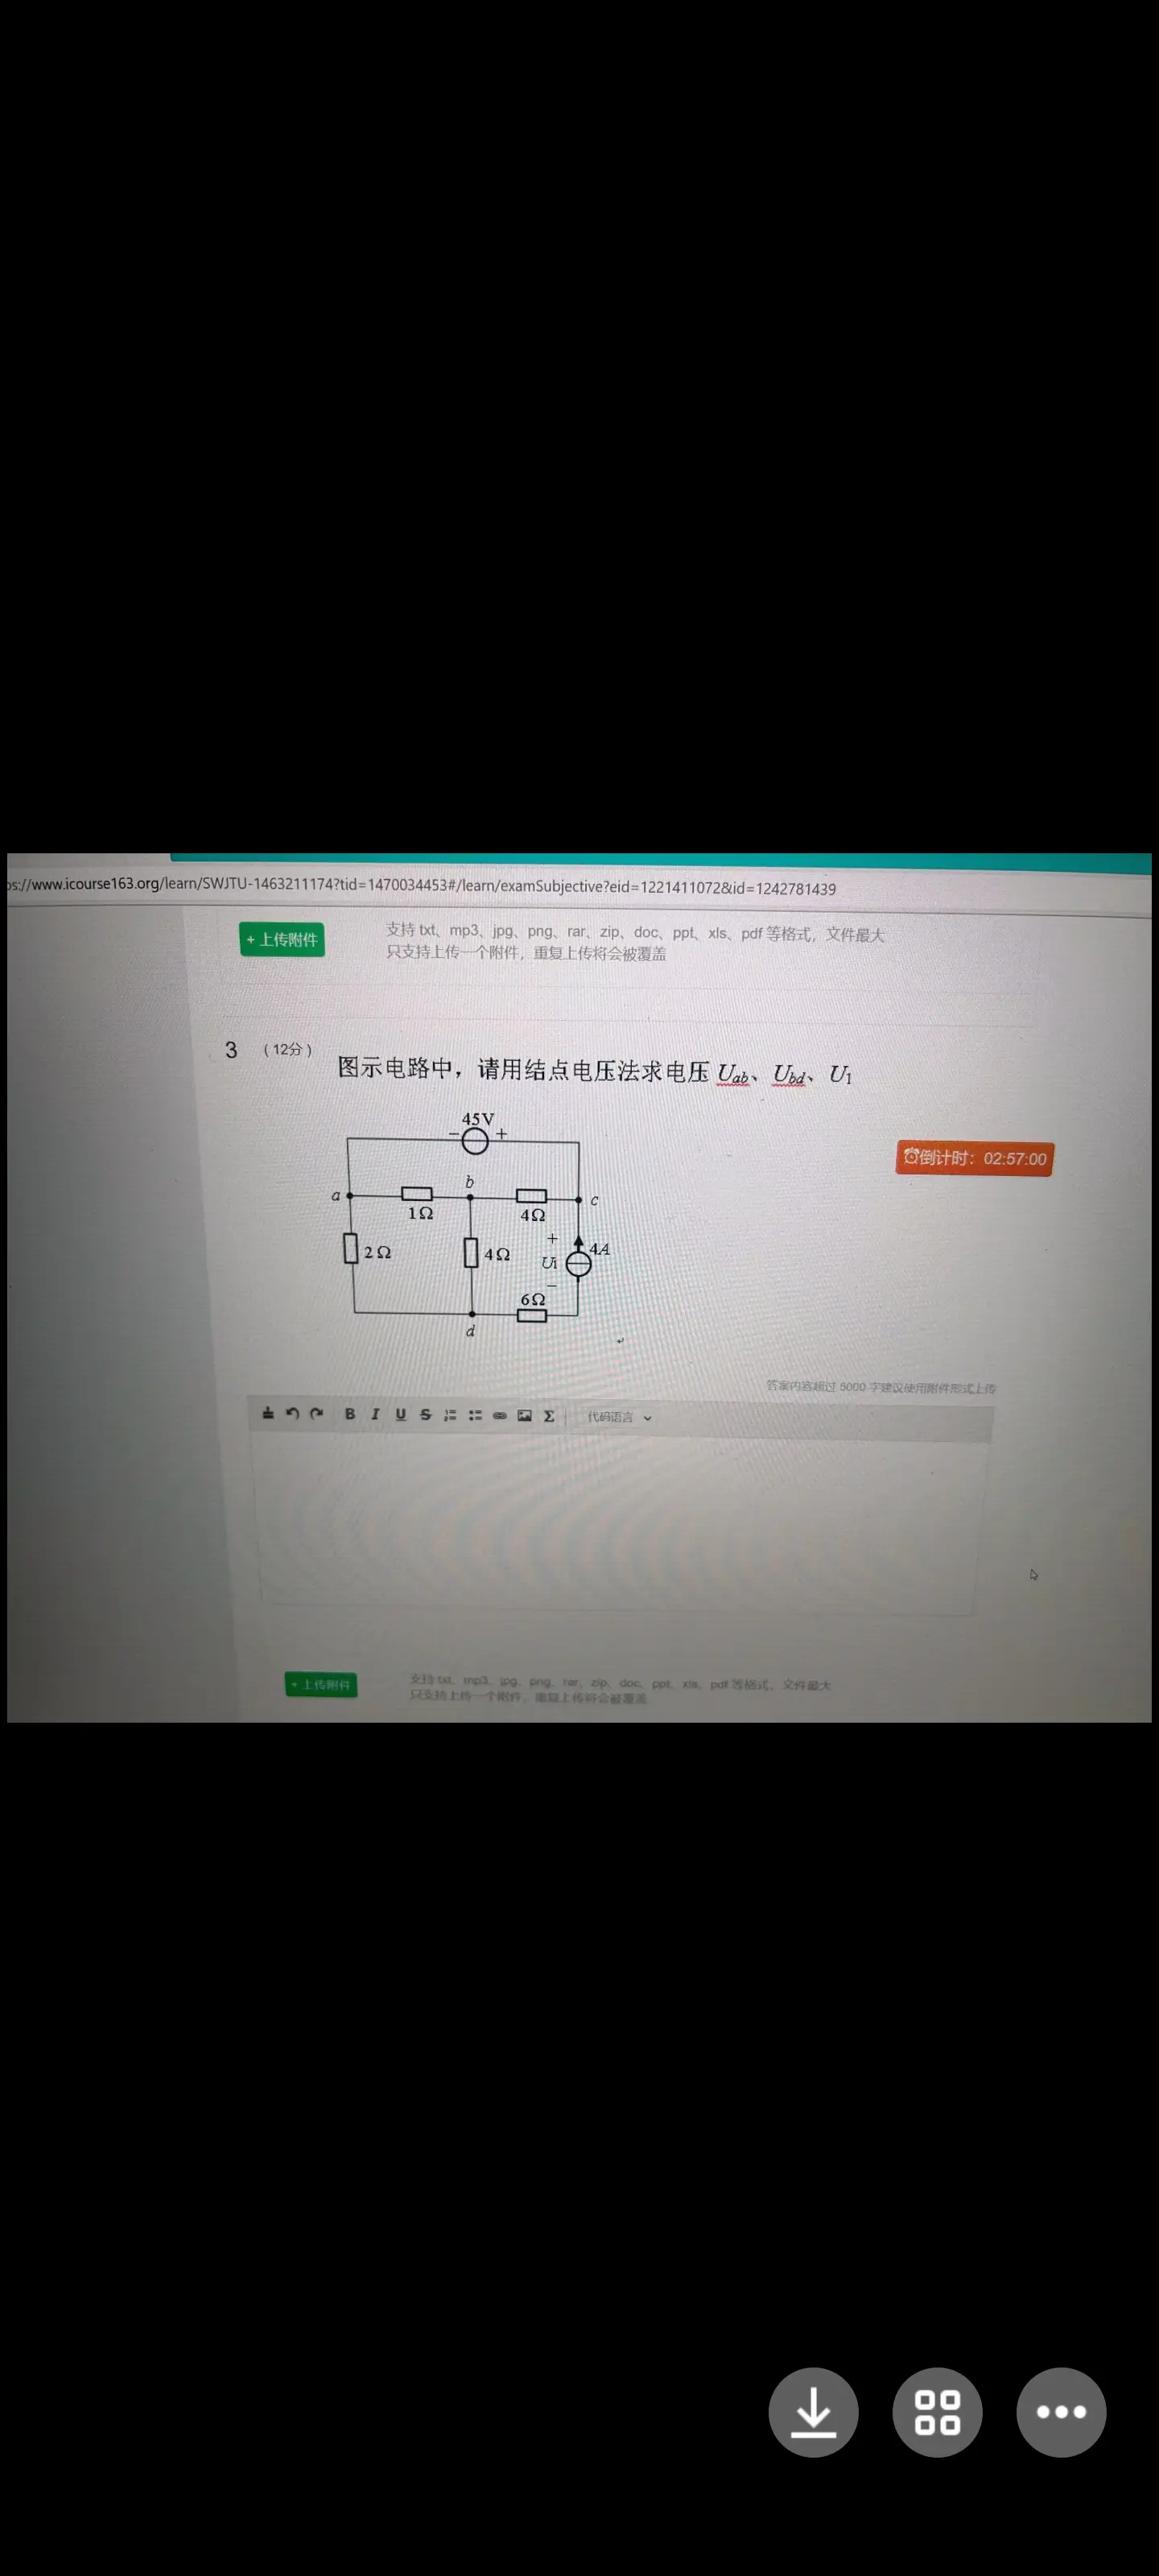 ps://www.icourse163.org/learn/SWJTU-1463211174?tid=1470034453#/learn/examSubjective?eid=1221411072&id=1242781439
+ 上传附件
支持 txt、mp3、jpg、png、rar、zip、doc、ppt、xls、pdf 等格式，文件最大
只支持上传一个附件，重复上传将会被覆盖
3 （12分）
图示电路中，请用结点电压法求电压 Uab、Ubd、U1
倒计时：02:57:00
45V
− +
a b c
1Ω 4Ω
2Ω 4Ω
+
U1 4A
−
6Ω
d
答案内容超过 5000 字建议使用附件形式上传
B I U S Σ 代码语言
+ 上传附件
支持 txt、mp3、jpg、png、rar、zip、doc、ppt、xls、pdf 等格式，文件最大
只支持上传一个附件，重复上传将会被覆盖